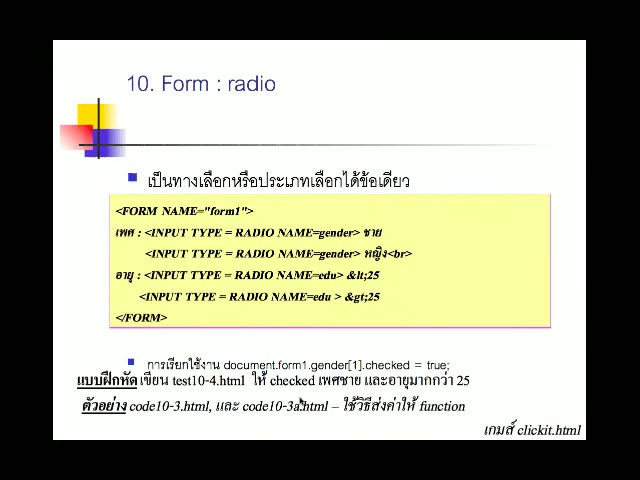 10. Form : radio
เป็นทางเลือกหรือประเภทเลือกได้ข้อเดียว
<FORM NAME="form1">
เพศ : <INPUT TYPE = RADIO NAME=gender> ชาย
<INPUT TYPE = RADIO NAME=gender> หญิง<br>
อายุ : <INPUT TYPE = RADIO NAME=edu> &lt;25
<INPUT TYPE = RADIO NAME=edu > &gt;25
</FORM>
การเรียกใช้งาน document.form1.gender[1].checked = true;
แบบฝึกหัด เขียน test10-4.html ให้ checked เพศชาย และอายุมากกว่า 25
ตัวอย่าง code10-3.html, และ code10-3a.html – ใช้วิธีส่งค่าให้ function
เกมส์ clickit.html